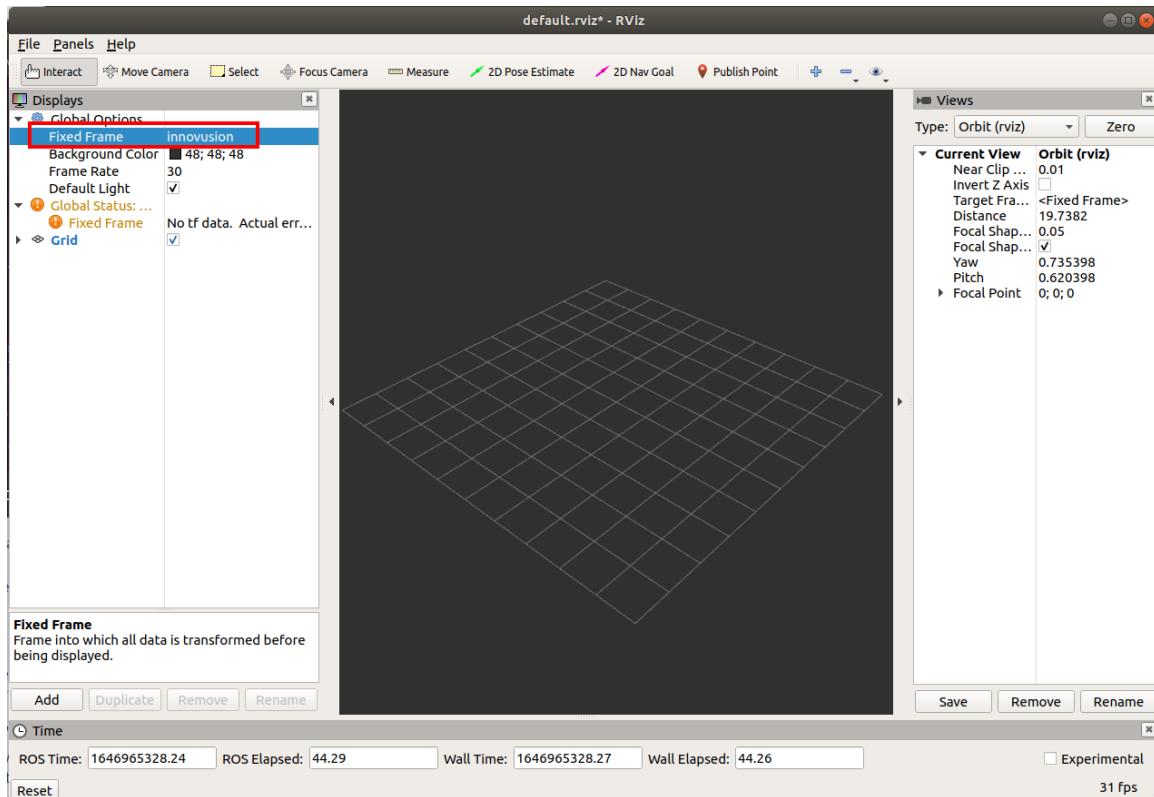 default.rviz* - RViz
File Panels Help
Interact Move Camera Select Focus Camera Measure 2D Pose Estimate 2D Nav Goal Publish Point
Displays
Global Options
Fixed Frame innovusion
Background Color 48; 48; 48
Frame Rate 30
Default Light
Global Status: ...
Fixed Frame No tf data. Actual err...
Grid
Fixed Frame
Frame into which all data is transformed before
being displayed.
Add Duplicate Remove Rename
Views
Type: Orbit (rviz) Zero
Current View Orbit (rviz)
Near Clip ... 0.01
Invert Z Axis
Target Fra... <Fixed Frame>
Distance 19.7382
Focal Shap... 0.05
Focal Shap...
Yaw 0.735398
Pitch 0.620398
Focal Point 0; 0; 0
Save Remove Rename
Time
ROS Time: 1646965328.24 ROS Elapsed: 44.29 Wall Time: 1646965328.27 Wall Elapsed: 44.26 Experimental
Reset 31 fps